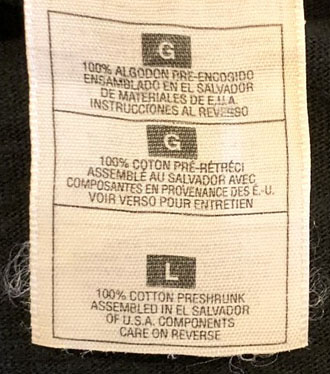 G
100% ALGODON PRE-ENCOGIDO
ENSAMBLADO EN EL SALVADOR
DE MATERIALES DE E.U.A.
INSTRUCCIONES AL REVERSO
G
100% COTON PRÉ-RÉTRÉCI
ASSEMBLÉ AU SALVADOR AVEC
COMPOSANTES EN PROVENANCE DES É.-U.
VOIR VERSO POUR ENTRETIEN
L
100% COTTON PRESHRUNK
ASSEMBLED IN EL SALVADOR
OF U.S.A. COMPONENTS
CARE ON REVERSE